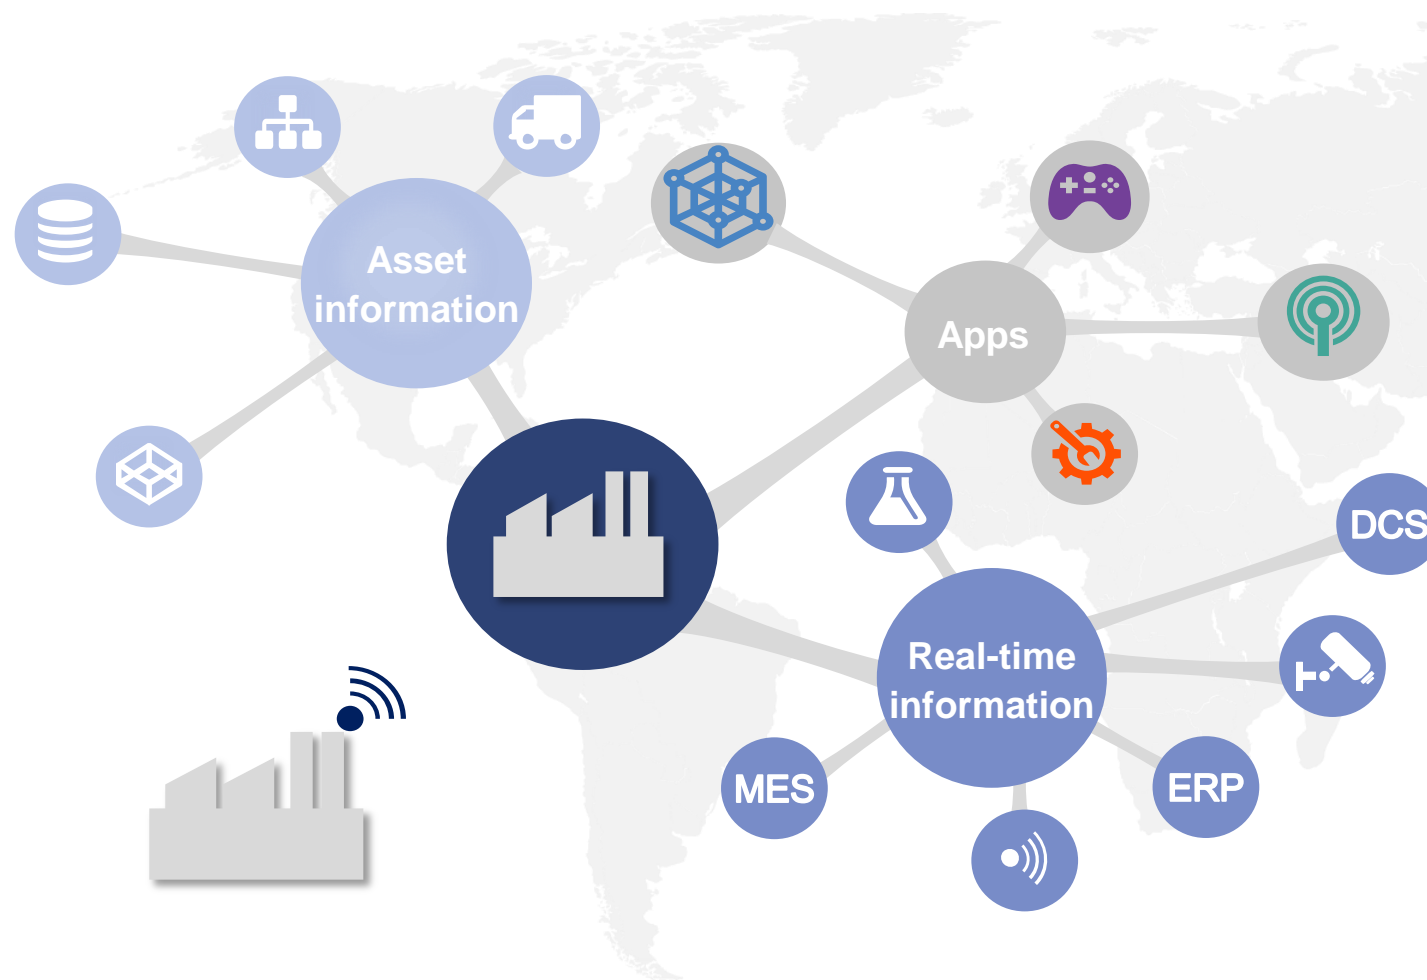 Asset
information
Apps
DCS
Real-time
information
MES
ERP